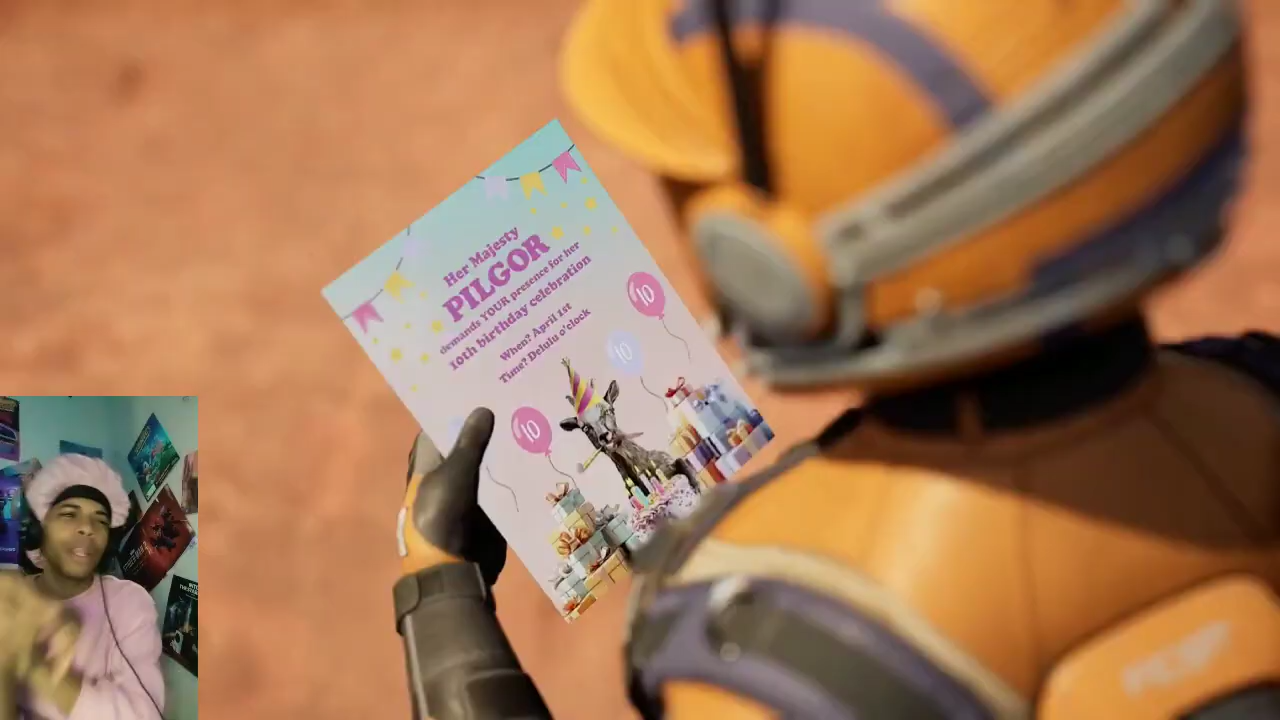 Her Majesty
PILGOR
demands YOUR presence for her
10th birthday celebration
When? April 1st
Time? Delulu o'clock
10
10
10